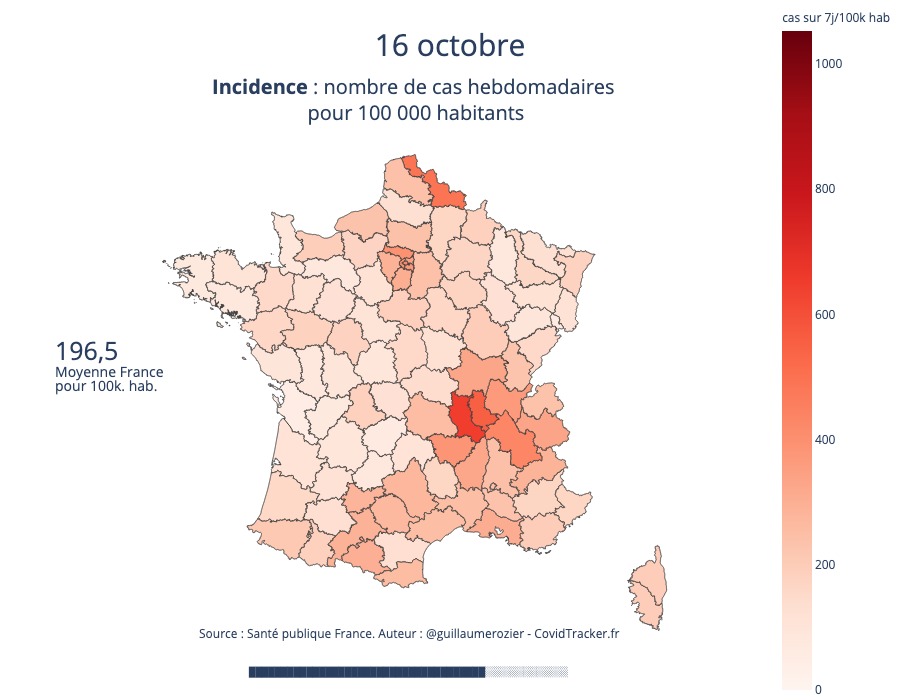 cas sur 7j/100k hab
16 octobre
Incidence : nombre de cas hebdomadaires
pour 100 000 habitants
196,5
Moyenne France
pour 100k. hab.
1000
800
600
400
200
0
Source : Santé publique France. Auteur : @guillaumerozier - CovidTracker.fr